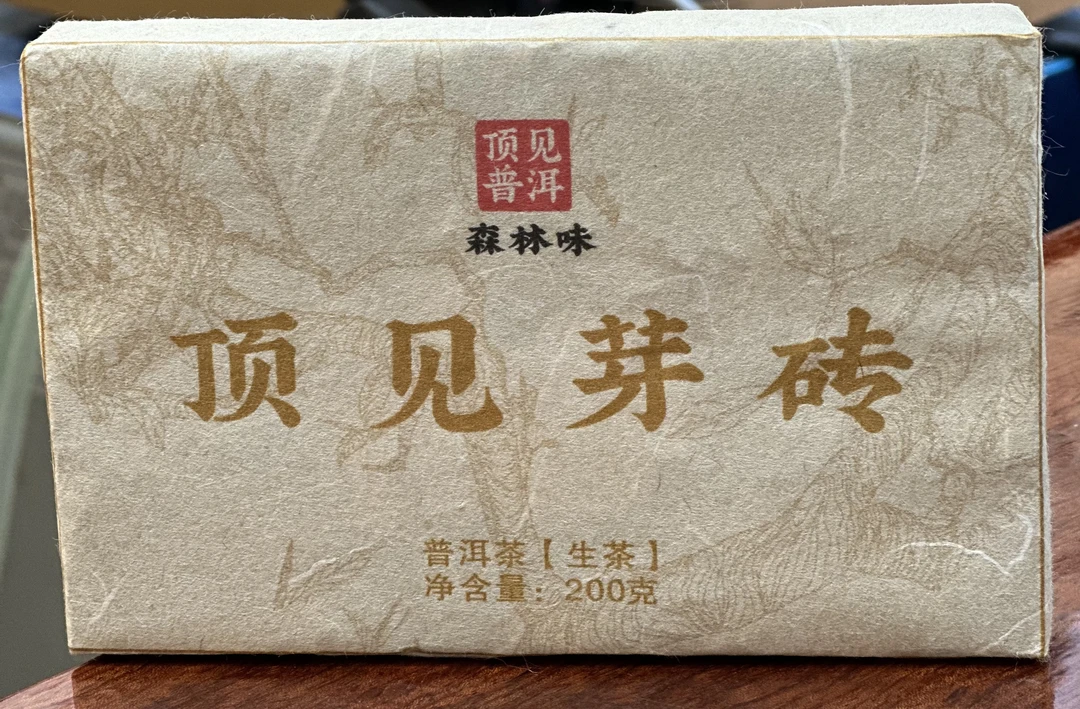 顶见
普洱
森林味
顶见芽砖
普洱茶【生茶】
净含量：200克